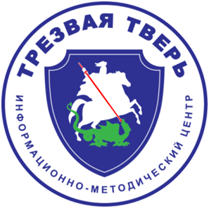 ТРЕЗВАЯ ТВЕРЬ
ИНФОРМАЦИОННО-МЕТОДИЧЕСКИЙ ЦЕНТР